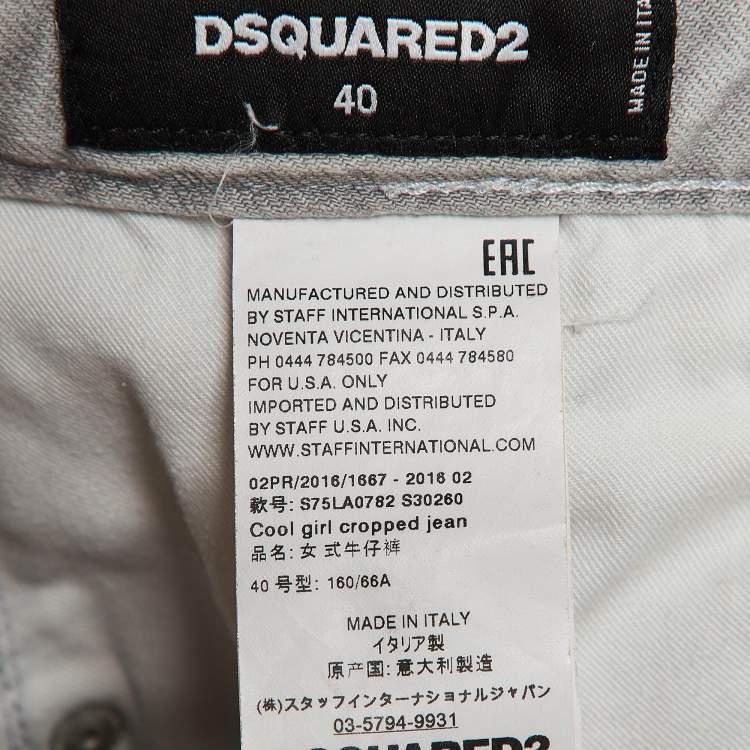 DSQUARED2
40
MADE IN ITA
EAC
MANUFACTURED AND DISTRIBUTED
BY STAFF INTERNATIONAL S.P.A.
NOVENTA VICENTINA - ITALY
PH 0444 784500 FAX 0444 784580
FOR U.S.A. ONLY
IMPORTED AND DISTRIBUTED
BY STAFF U.S.A. INC.
WWW.STAFFINTERNATIONAL.COM
02PR/2016/1667 - 2016 02
款号: S75LA0782 S30260
Cool girl cropped jean
品名: 女 式牛仔裤
40 号型: 160/66A
MADE IN ITALY
イタリア製
原产国: 意大利製造
(株)スタッフインターナショナルジャパン
03-5794-9931
DSQUARED2